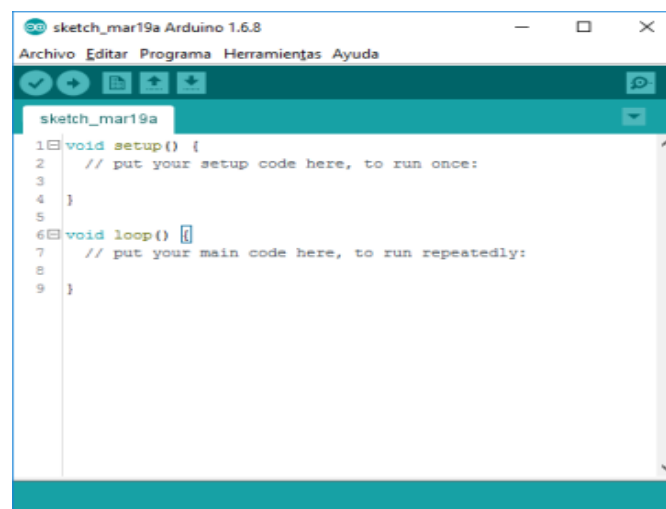 sketch_mar19a Arduino 1.6.8
Archivo Editar Programa Herramientas Ayuda
sketch_mar19a
1 void setup() {
2 // put your setup code here, to run once:
3
4 }
5
6 void loop() {
7 // put your main code here, to run repeatedly:
8
9 }